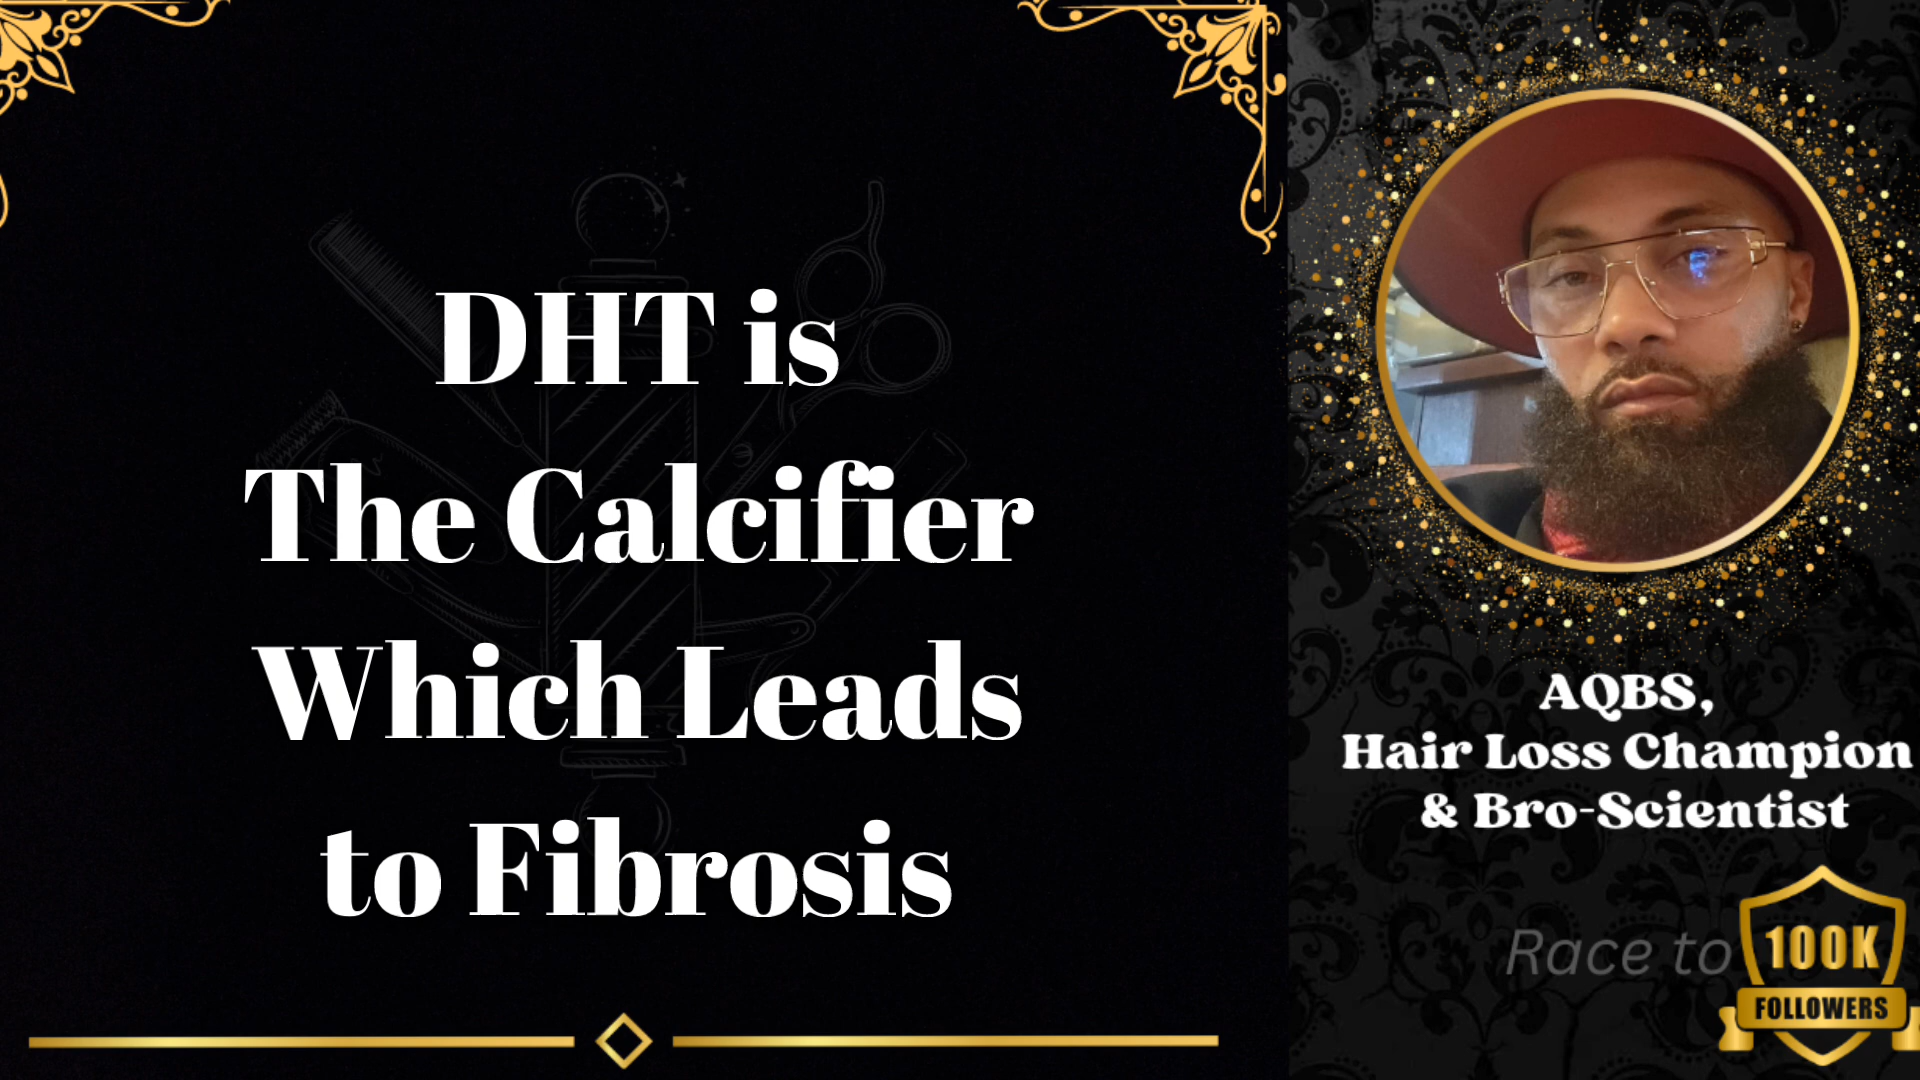 DHT is
The Calcifier
Which Leads
to Fibrosis
AQBS,
Hair Loss Champion
& Bro-Scientist
Race to
100K
FOLLOWERS